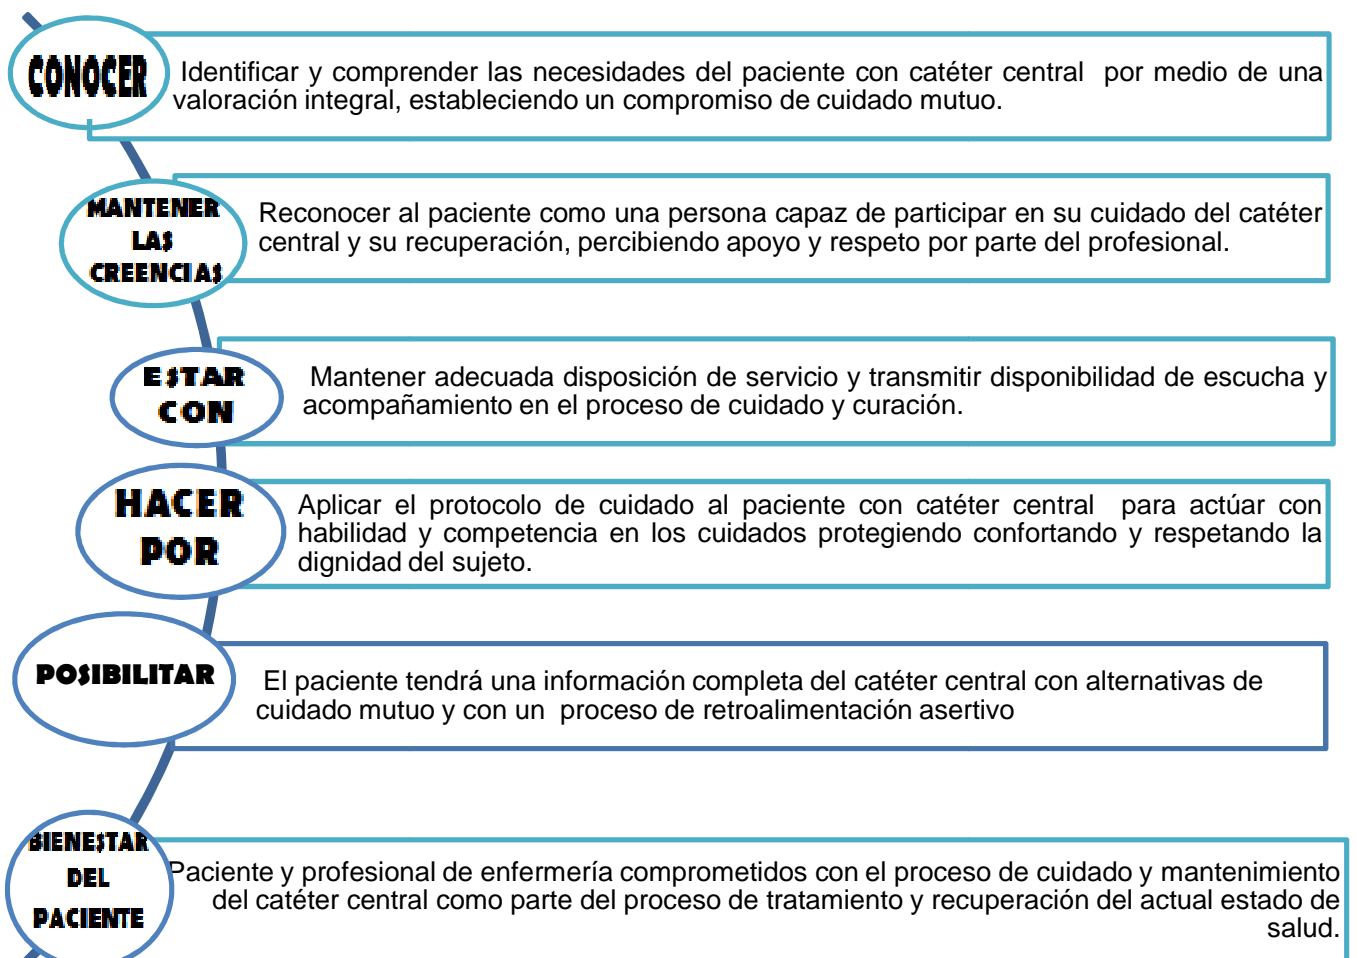 CONOCER
Identificar y comprender las necesidades del paciente con catéter central por medio de una
valoración integral, estableciendo un compromiso de cuidado mutuo.
MANTENER
LAS
CREENCIAS
Reconocer al paciente como una persona capaz de participar en su cuidado del catéter
central y su recuperación, percibiendo apoyo y respeto por parte del profesional.
ESTAR
CON
Mantener adecuada disposición de servicio y transmitir disponibilidad de escucha y
acompañamiento en el proceso de cuidado y curación.
HACER
POR
Aplicar el protocolo de cuidado al paciente con catéter central para actúar con
habilidad y competencia en los cuidados protegiendo confortando y respetando la
dignidad del sujeto.
POSIBILITAR
El paciente tendrá una información completa del catéter central con alternativas de
cuidado mutuo y con un proceso de retroalimentación asertivo
BIENESTAR
DEL
PACIENTE
Paciente y profesional de enfermería comprometidos con el proceso de cuidado y mantenimiento
del catéter central como parte del proceso de tratamiento y recuperación del actual estado de
salud.